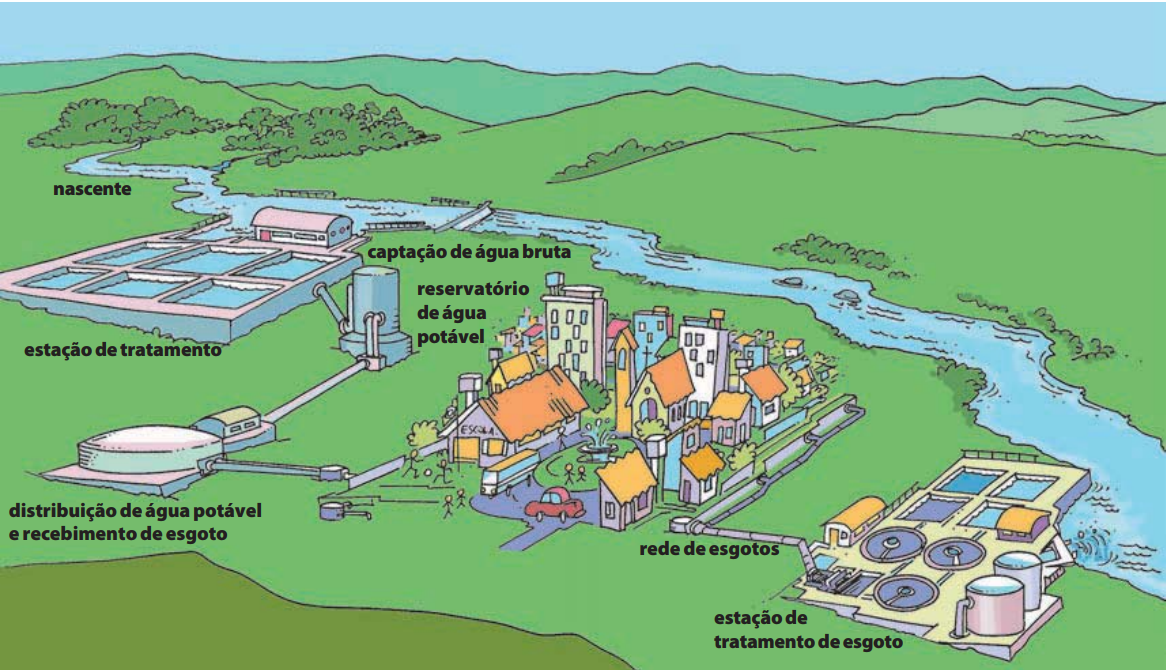 nascente
captação de água bruta
reservatório
de água
potável
estação de tratamento
ESCOLA
distribuição de água potável
e recebimento de esgoto
rede de esgotos
estação de
tratamento de esgoto